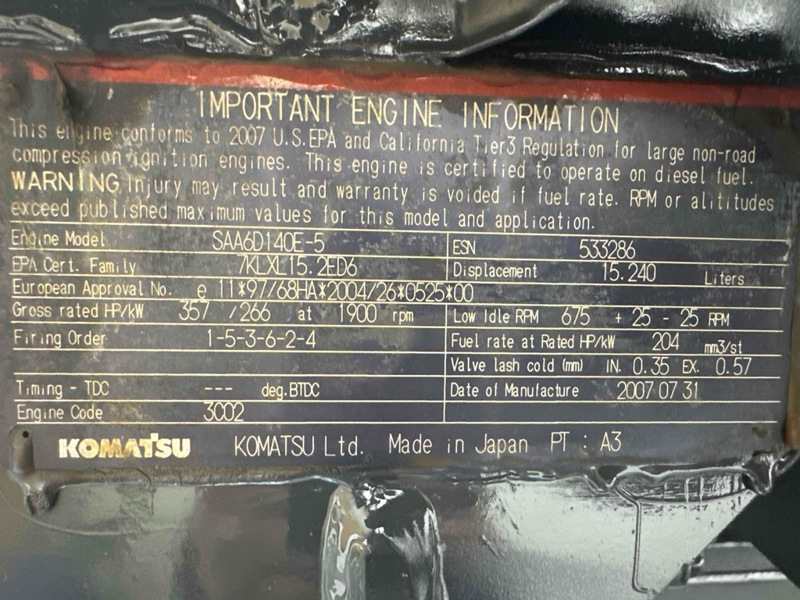 IMPORTANT ENGINE INFORMATION
This engine conforms to 2007 U.S.EPA and California Tier3 Regulation for large non-road
compression ignition engines. This engine is certified to operate on diesel fuel.
WARNING Injury may result and warranty is voided if fuel rate. RPM or altitudes
exceed published maximum values for this model and application.
Engine Model SAA6D140E-5 ESN 533286
EPA Cert. Family 7KLXL15.2ED6 Displacement 15.240 Liters
European Approval No. e 11*97/68HA*2004/26*0525*00
Gross rated HP/kW 357 /266 at 1900 rpm Low Idle RPM 675 + 25 - 25 RPM
Firing Order 1-5-3-6-2-4 Fuel rate at Rated HP/kW 204 mm3/st
Valve lash cold (mm) IN. 0.35 EX. 0.57
Timing - TDC --- deg.BTDC Date of Manufacture 2007 07 31
Engine Code 3002
KOMATSU KOMATSU Ltd. Made in Japan PT : A3